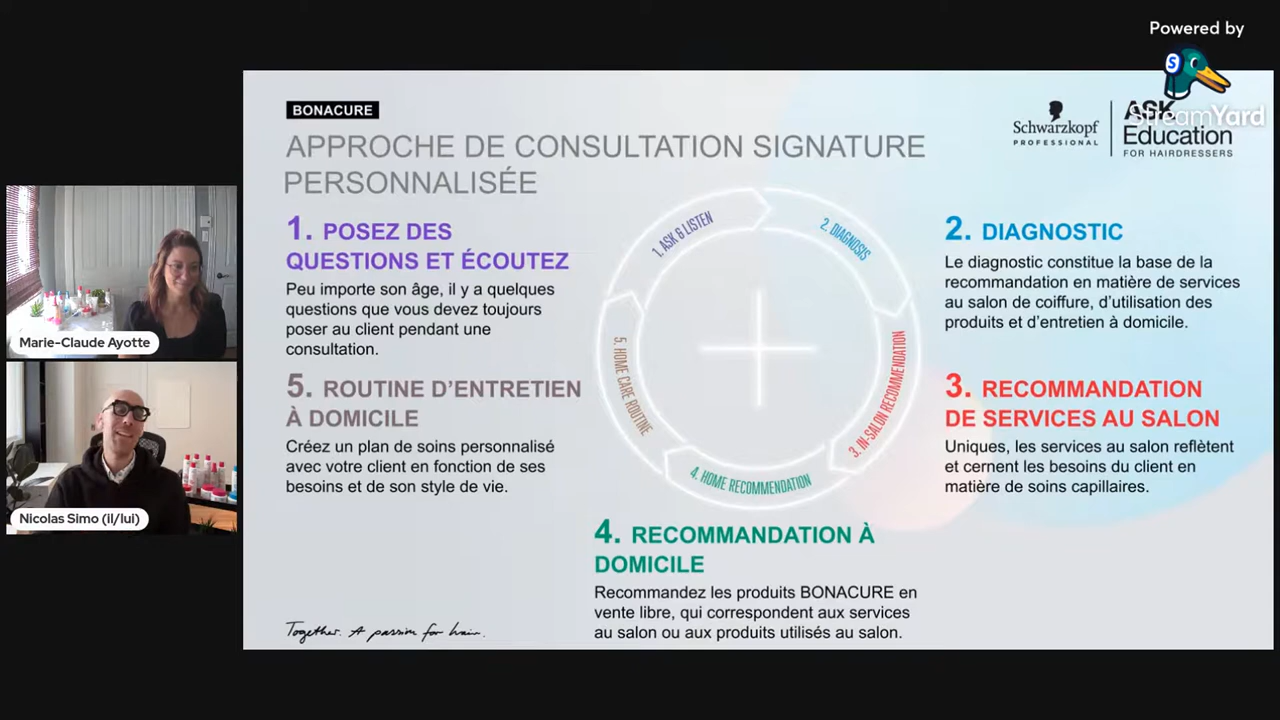 Powered by
StreamYard
BONACURE
Schwarzkopf
PROFESSIONAL
ASK
Education
FOR HAIRDRESSERS
APPROCHE DE CONSULTATION SIGNATURE
PERSONNALISÉE
1. POSEZ DES
QUESTIONS ET ÉCOUTEZ
Peu importe son âge, il y a quelques
questions que vous devez toujours
poser au client pendant une
consultation.
1. ASK & LISTEN
2. DIAGNOSIS
3. IN-SALON RECOMMENDATION
4. HOME RECOMMENDATION
5. HOME CARE ROUTINE
2. DIAGNOSTIC
Le diagnostic constitue la base de la
recommandation en matière de services
au salon de coiffure, d’utilisation des
produits et d’entretien à domicile.
3. RECOMMANDATION
DE SERVICES AU SALON
Uniques, les services au salon reflètent
et cernent les besoins du client en
matière de soins capillaires.
4. RECOMMANDATION À
DOMICILE
Recommandez les produits BONACURE en
vente libre, qui correspondent aux services
au salon ou aux produits utilisés au salon.
5. ROUTINE D’ENTRETIEN
À DOMICILE
Créez un plan de soins personnalisé
avec votre client en fonction de ses
besoins et de son style de vie.
Together. A passion for hair.
Marie-Claude Ayotte
Nicolas Simo (il/lui)